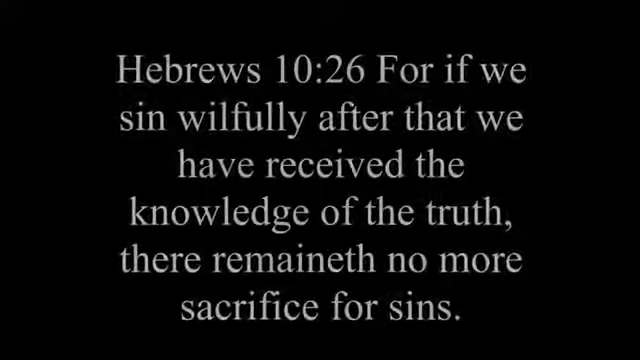 Hebrews 10:26 For if we
sin wilfully after that we
have received the
knowledge of the truth,
there remaineth no more
sacrifice for sins.